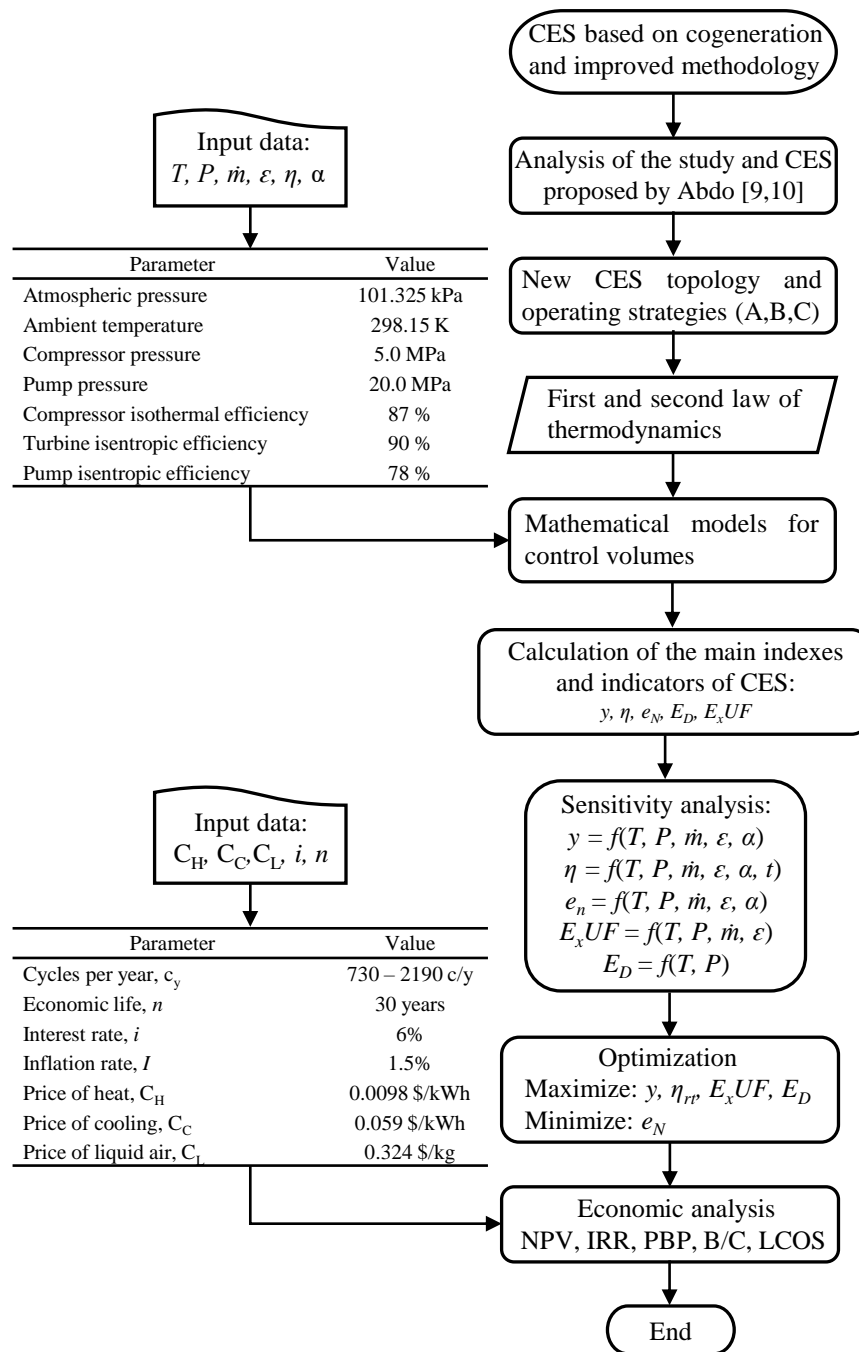 CES based on cogeneration
and improved methodology
Input data:
T, P, ṁ, ε, η, α
Analysis of the study and CES
proposed by Abdo [9,10]
Parameter Value
Atmospheric pressure 101.325 kPa
Ambient temperature 298.15 K
Compressor pressure 5.0 MPa
Pump pressure 20.0 MPa
Compressor isothermal efficiency 87 %
Turbine isentropic efficiency 90 %
Pump isentropic efficiency 78 %
New CES topology and
operating strategies (A,B,C)
First and second law of
thermodynamics
Mathematical models for
control volumes
Calculation of the main indexes
and indicators of CES:
y, η, e_N, E_D, E_xUF
Sensitivity analysis:
y = f(T, P, ṁ, ε, α)
η = f(T, P, ṁ, ε, α, t)
e_n = f(T, P, ṁ, ε, α)
E_xUF = f(T, P, ṁ, ε)
E_D = f(T, P)
Input data:
C_H, C_C,C_L, i, n
Parameter Value
Cycles per year, c_y 730 – 2190 c/y
Economic life, n 30 years
Interest rate, i 6%
Inflation rate, I 1.5%
Price of heat, C_H 0.0098 $/kWh
Price of cooling, C_C 0.059 $/kWh
Price of liquid air, C_L 0.324 $/kg
Optimization
Maximize: y, η_rt, E_xUF, E_D
Minimize: e_N
Economic analysis
NPV, IRR, PBP, B/C, LCOS
End